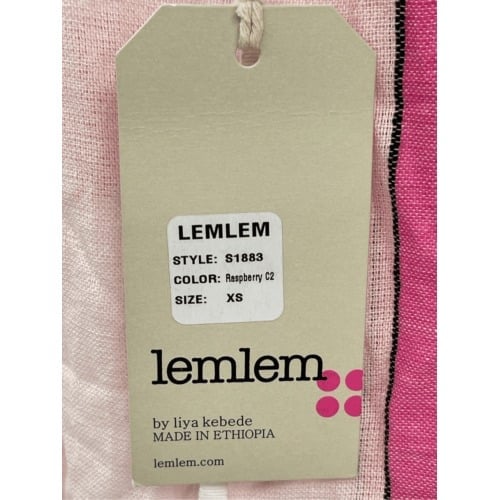 LEMLEM
STYLE: S1883
COLOR: Raspberry C2
SIZE: XS
lemlem
by liya kebede
MADE IN ETHIOPIA
lemlem.com